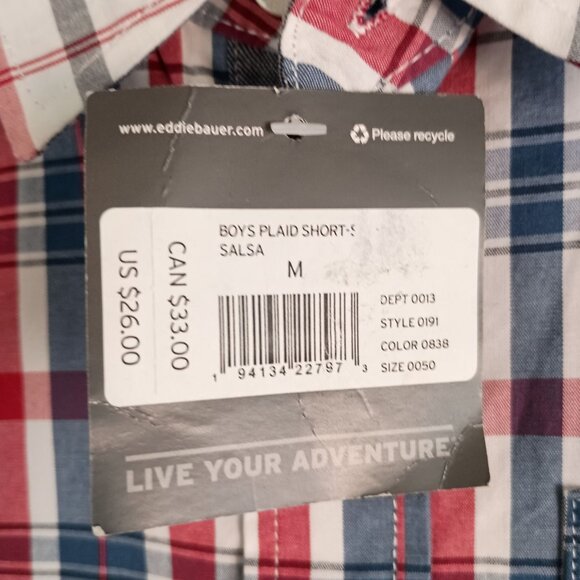 www.eddiebauer.com
Please recycle
BOYS PLAID SHORT-S
SALSA
M
CAN $33.00
US $26.00
DEPT 0013
STYLE 0191
COLOR 0838
SIZE 0050
1 94134 22797 3
LIVE YOUR ADVENTURE